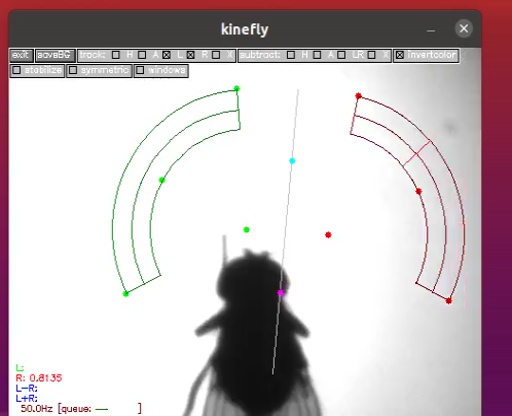 kinefly
exit saveBG track: H A L R X subtract: H A LR X invertcolor
stabilize symmetric windows
L:
R: 0.8135
L-R:
L+R:
50.0Hz [queue: — ]